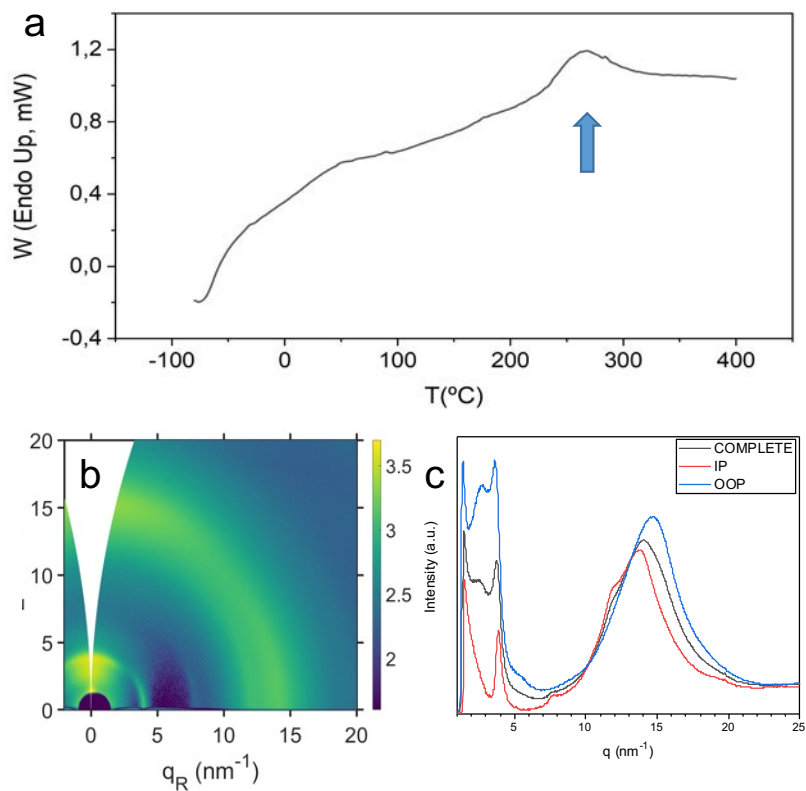 a
1,2
0,8
0,4
0,0
-0,4
W (Endo Up, mW)
-100 0 100 200 300 400
T(ºC)
b
20
15
10
5
0
0 5 10 15 20
q_R (nm⁻¹)
3.5
3
2.5
2
c
COMPLETE
IP
OOP
Intensity (a.u.)
5 10 15 20 25
q (nm⁻¹)